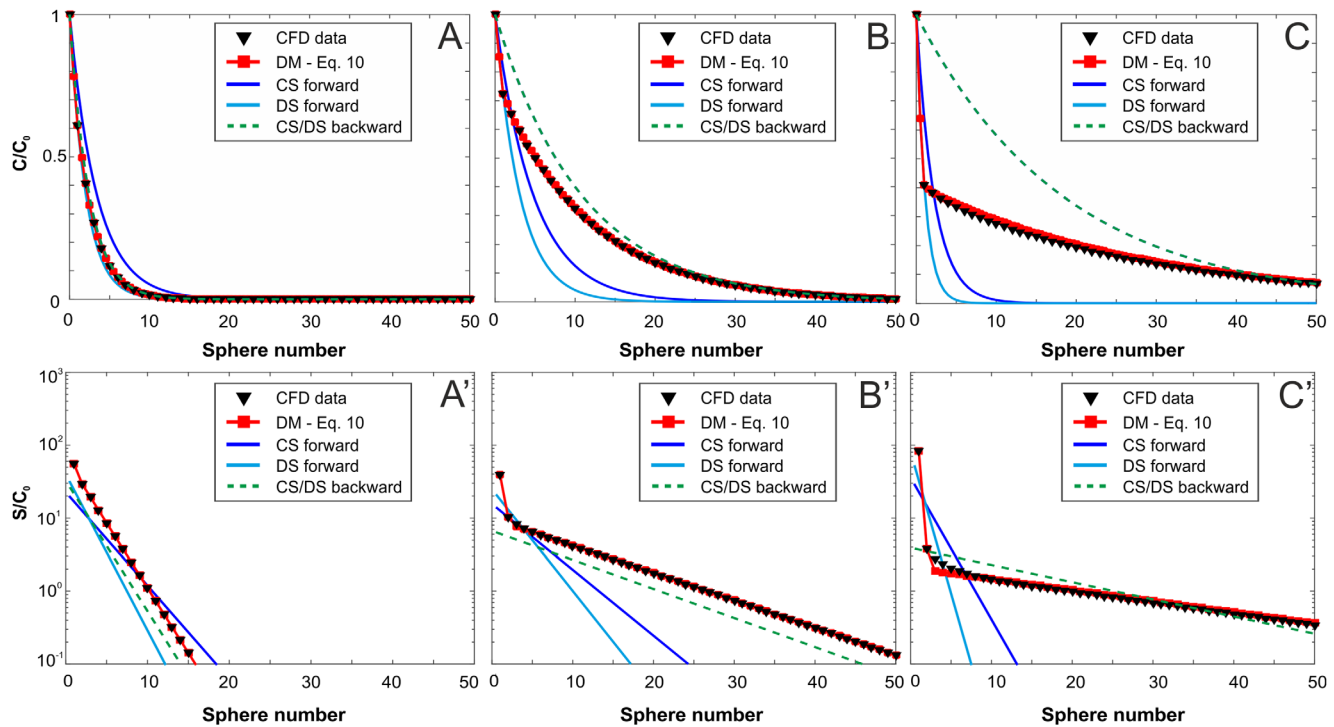 A
B
C
1
0.5
0
C/C0
CFD data
DM - Eq. 10
CS forward
DS forward
CS/DS backward
CFD data
DM - Eq. 10
CS forward
DS forward
CS/DS backward
CFD data
DM - Eq. 10
CS forward
DS forward
CS/DS backward
0 10 20 30 40 50
0 10 20 30 40 50
0 10 20 30 40 50
Sphere number
Sphere number
Sphere number
A'
B'
C'
10³
10²
10¹
10⁰
10⁻¹
S/C₀
CFD data
DM - Eq. 10
CS forward
DS forward
CS/DS backward
CFD data
DM - Eq. 10
CS forward
DS forward
CS/DS backward
CFD data
DM - Eq. 10
CS forward
DS forward
CS/DS backward
0 10 20 30 40 50
0 10 20 30 40 50
0 10 20 30 40 50
Sphere number
Sphere number
Sphere number